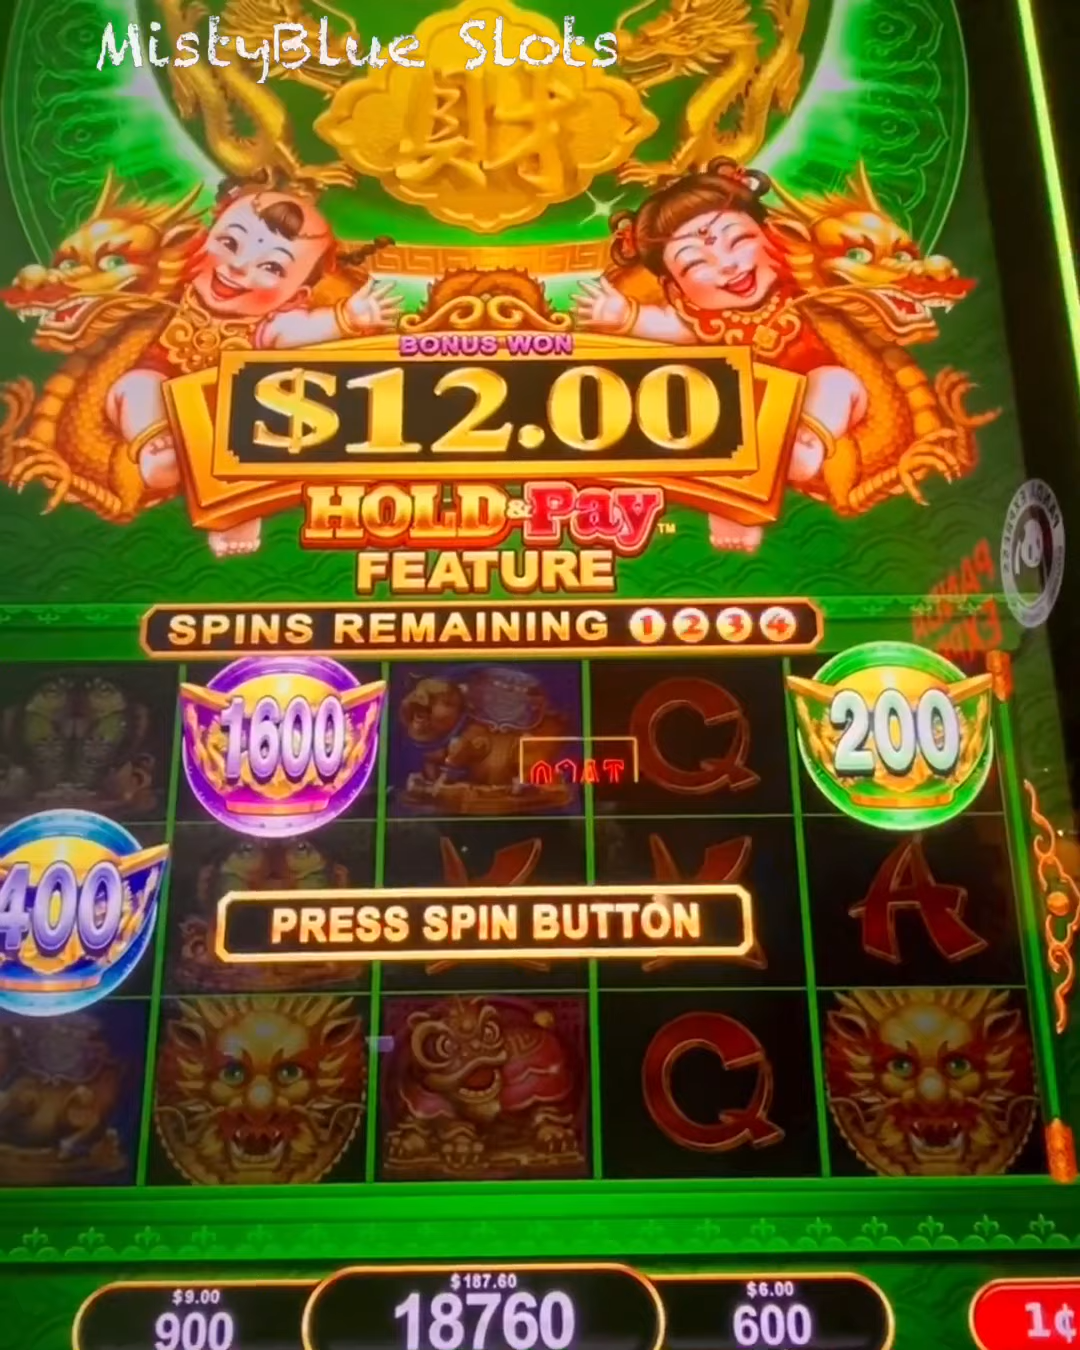 MistyBLue Slots
財
BONUS WON
$12.00
HOLD & Pay™
FEATURE
SPINS REMAINING 1 2 3 4
1600
Q
200
400
A
PRESS SPIN BUTTON
Q
$9.00
900
$187.60
18760
$6.00
600
1¢